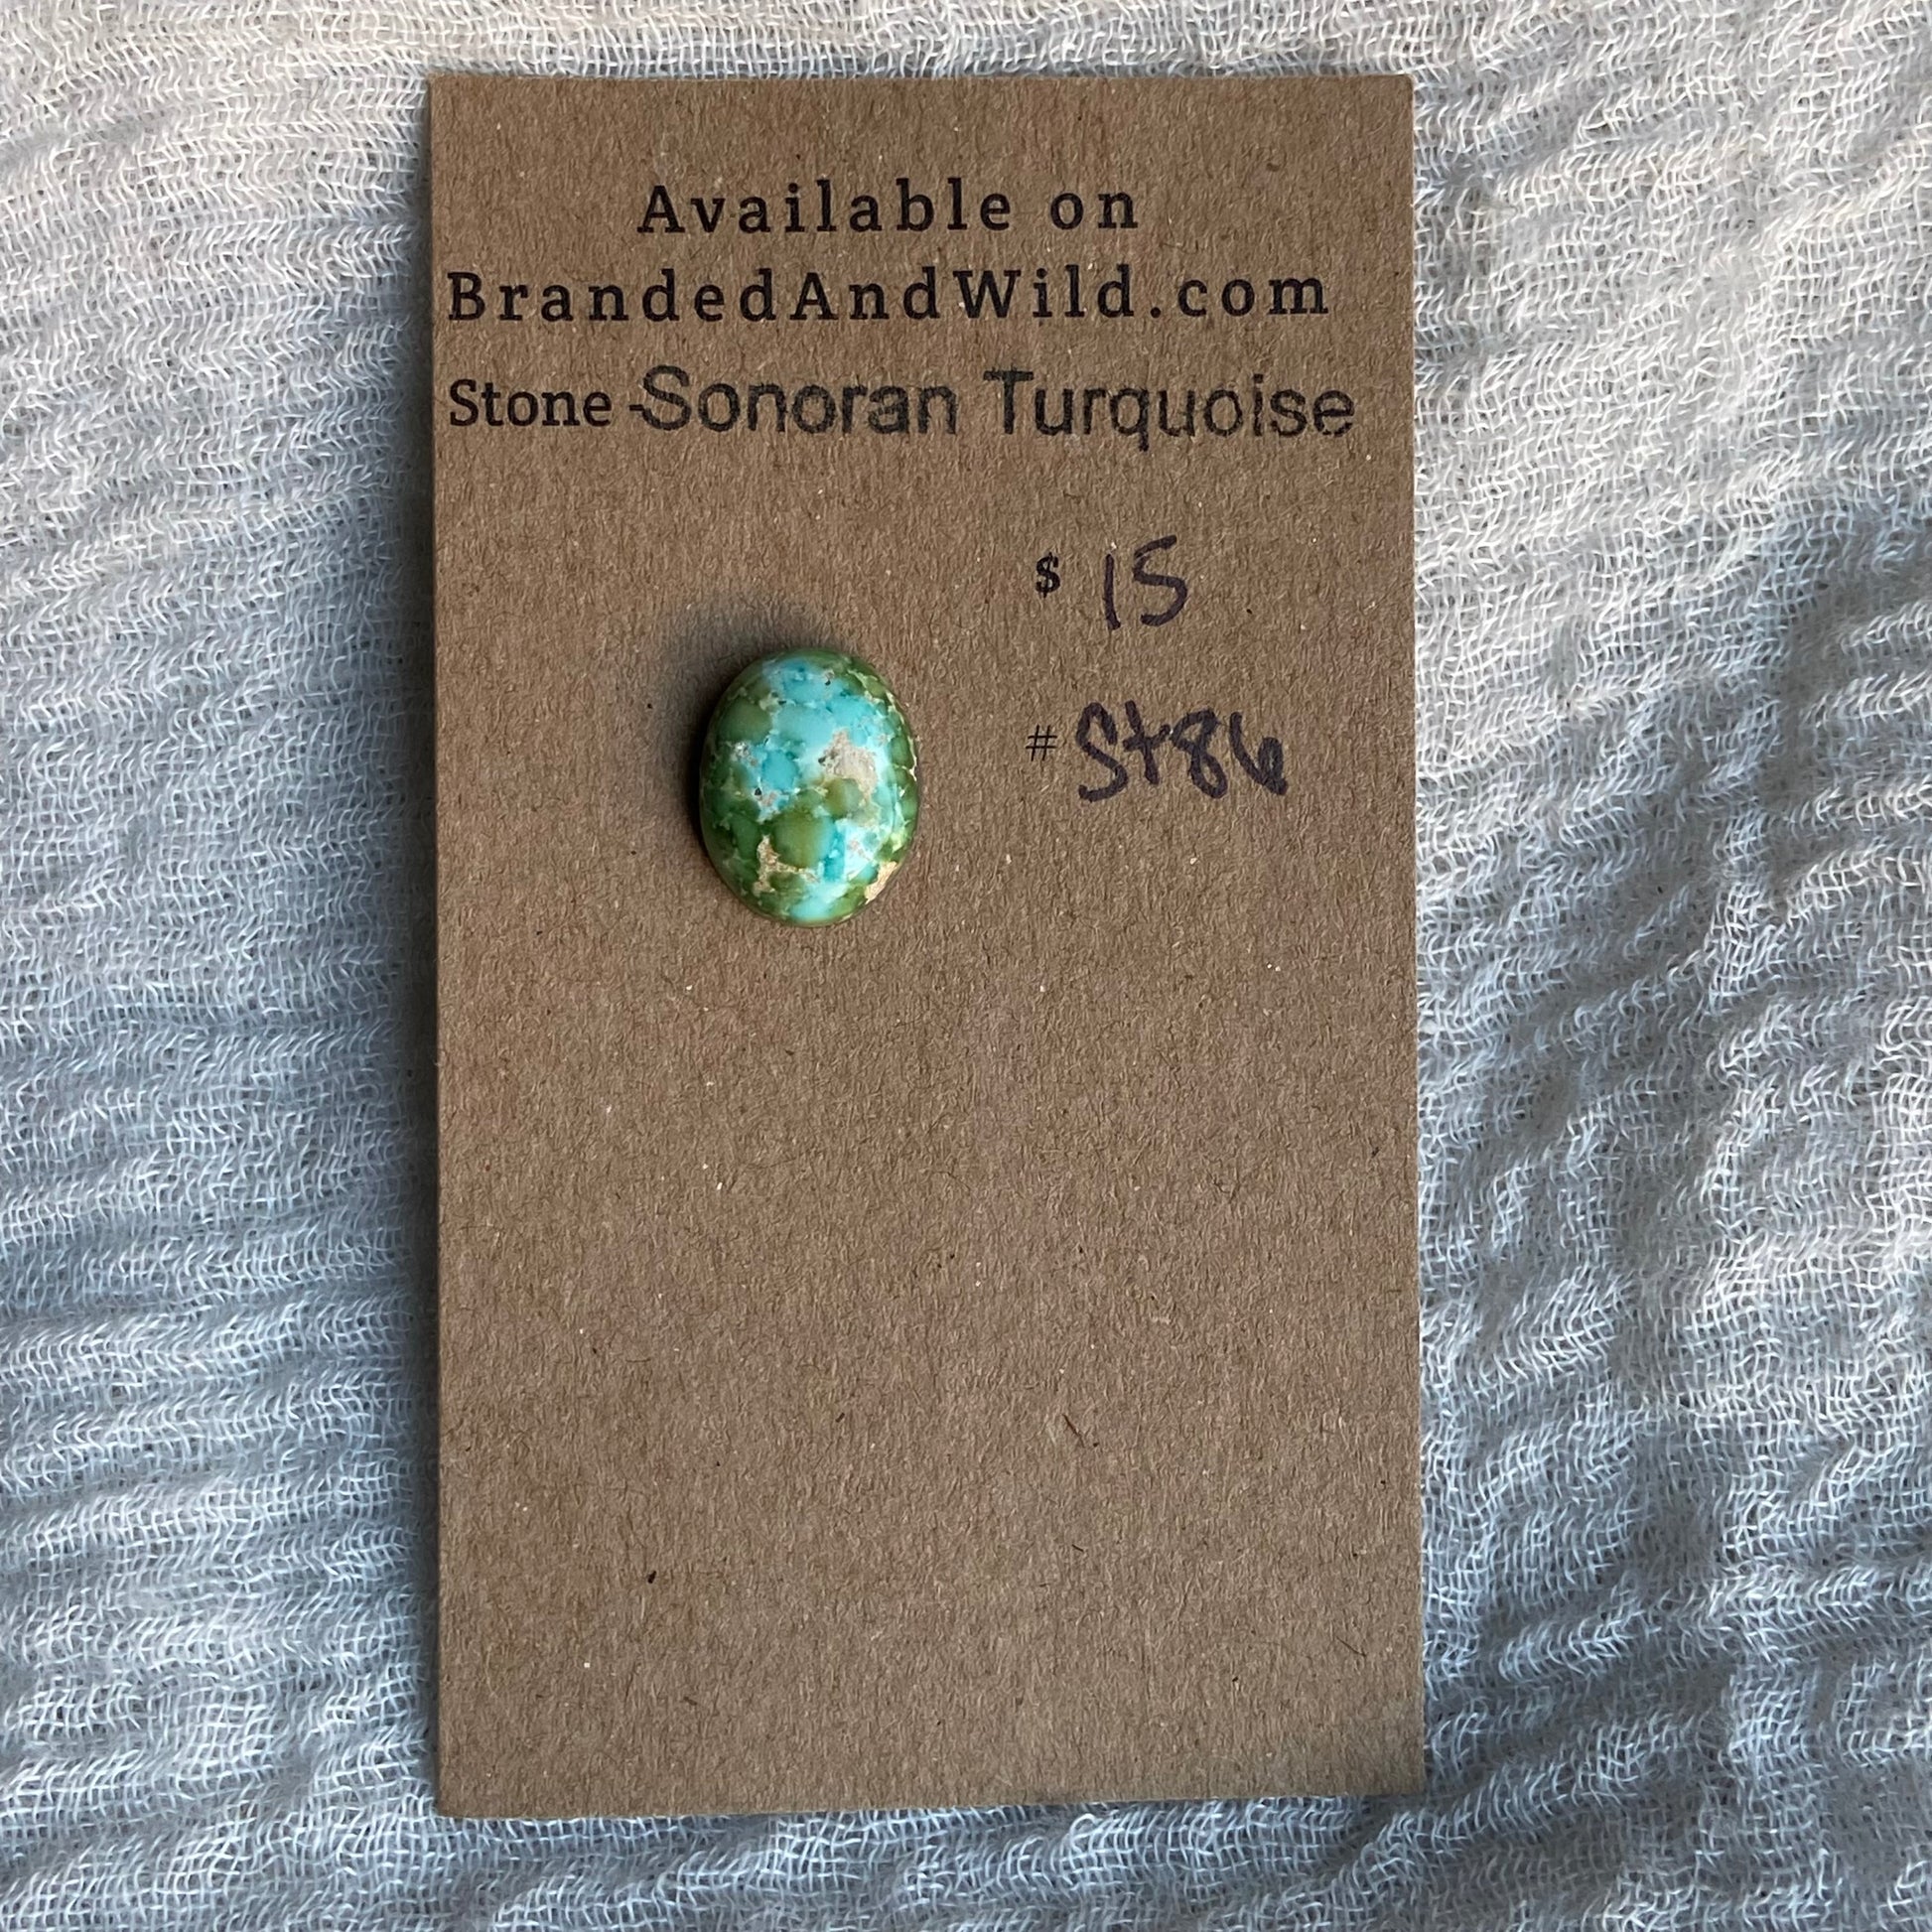 Available on
BrandedAndWild.com
Stone - Sonoran Turquoise
$ 15
# St86